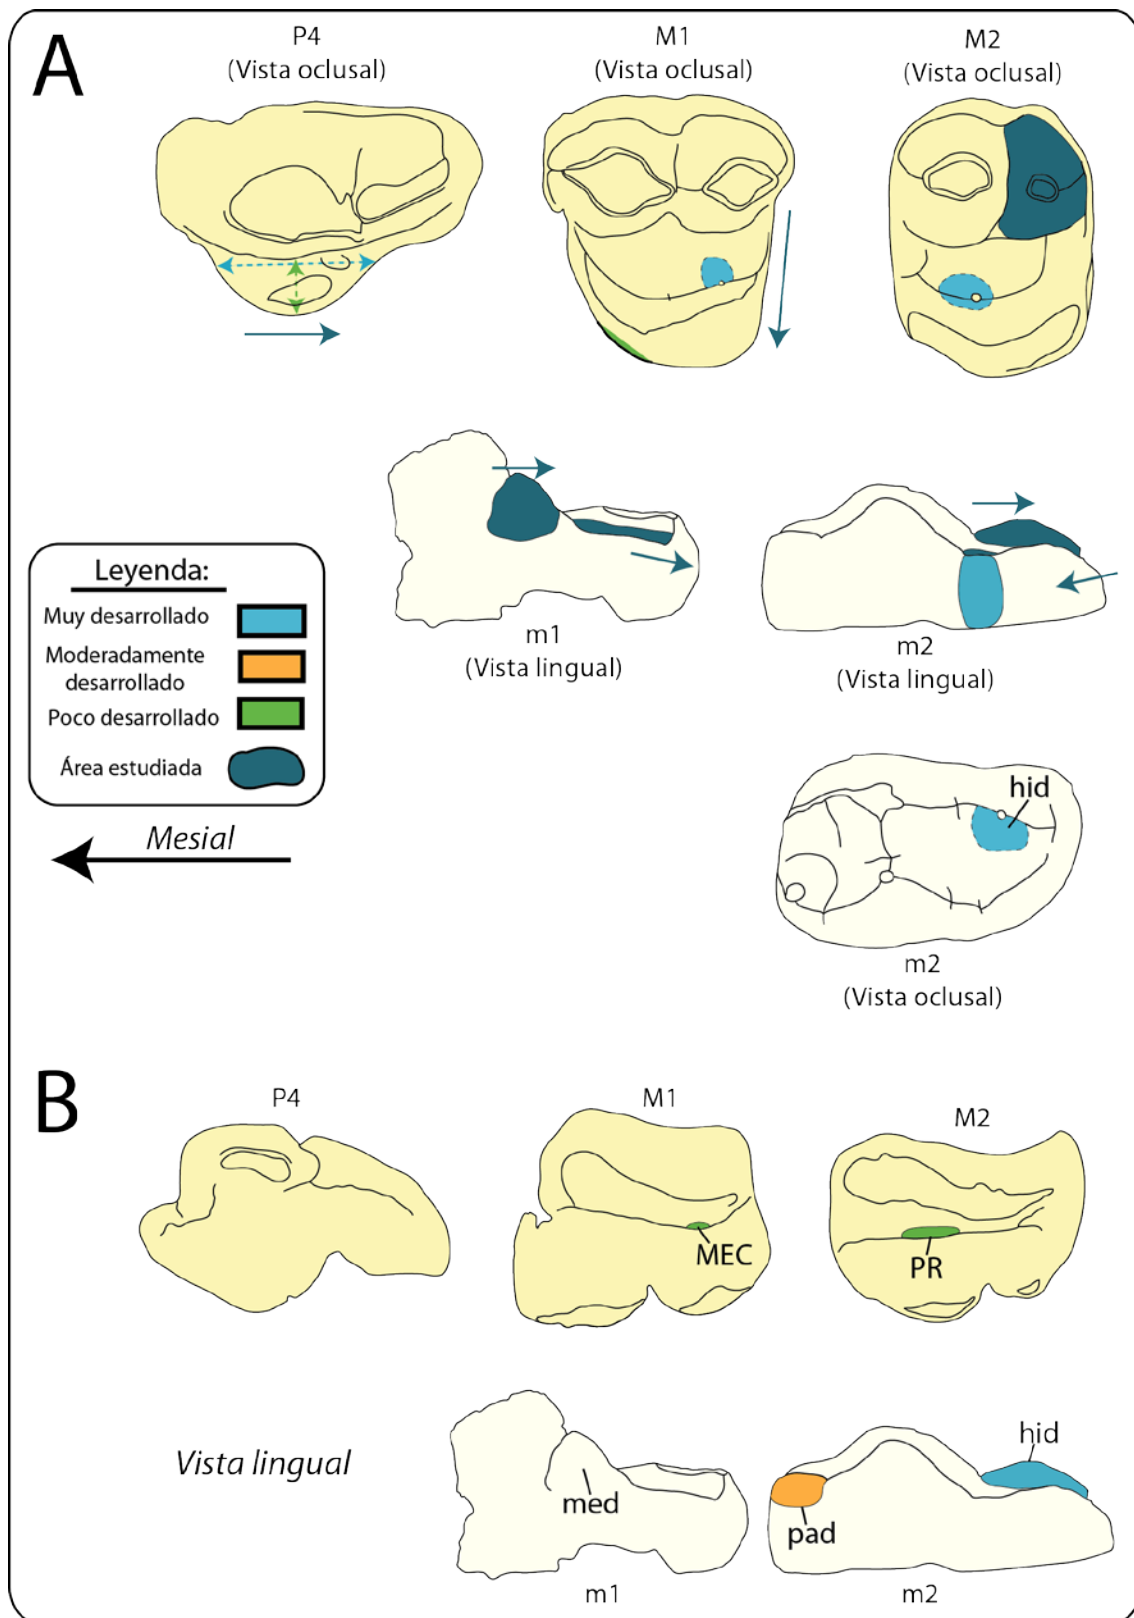 A
P4
(Vista oclusal)
M1
(Vista oclusal)
M2
(Vista oclusal)
m1
(Vista lingual)
m2
(Vista lingual)
Leyenda:
Muy desarrollado
Moderadamente
desarrollado
Poco desarrollado
Área estudiada
Mesial
hid
m2
(Vista oclusal)
B
P4
M1
M2
MEC
PR
Vista lingual
med
m1
hid
pad
m2